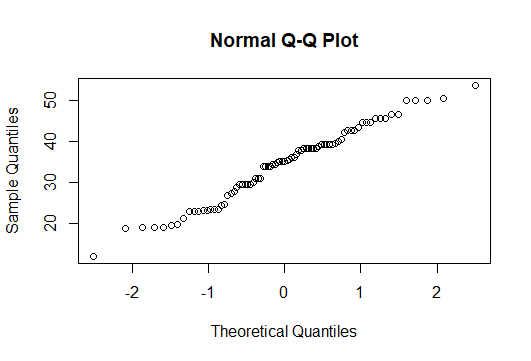 Normal Q-Q Plot
50
40
30
20
Sample Quantiles
-2 -1 0 1 2
Theoretical Quantiles